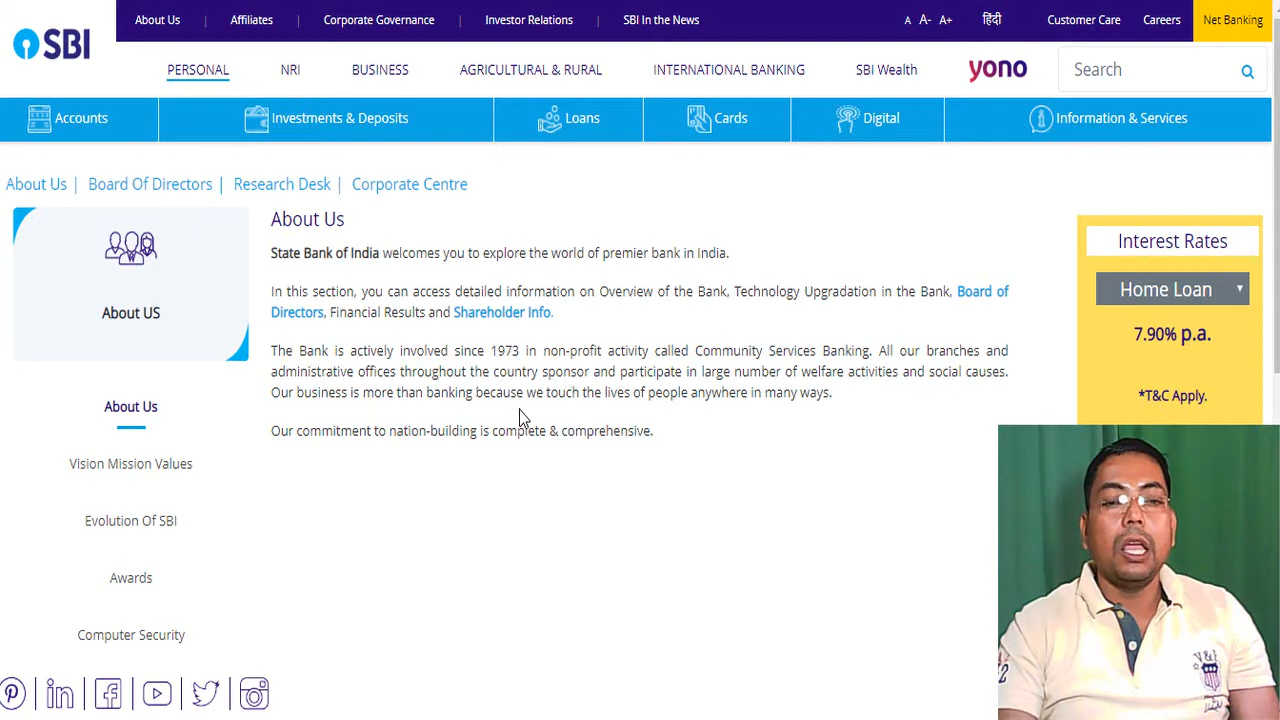 SBI
About Us | Affiliates | Corporate Governance | Investor Relations | SBI In the News
A A- A+ हिंदी Customer Care Careers Net Banking
PERSONAL NRI BUSINESS AGRICULTURAL & RURAL INTERNATIONAL BANKING SBI Wealth yono Search
Accounts Investments & Deposits Loans Cards Digital Information & Services
About Us | Board Of Directors | Research Desk | Corporate Centre
About US
About Us
Vision Mission Values
Evolution Of SBI
Awards
Computer Security
About Us
State Bank of India welcomes you to explore the world of premier bank in India.
In this section, you can access detailed information on Overview of the Bank, Technology Upgradation in the Bank, Board of
Directors, Financial Results and Shareholder Info.
The Bank is actively involved since 1973 in non-profit activity called Community Services Banking. All our branches and
administrative offices throughout the country sponsor and participate in large number of welfare activities and social causes.
Our business is more than banking because we touch the lives of people anywhere in many ways.
Our commitment to nation-building is complete & comprehensive.
Interest Rates
Home Loan
7.90% p.a.
*T&C Apply.